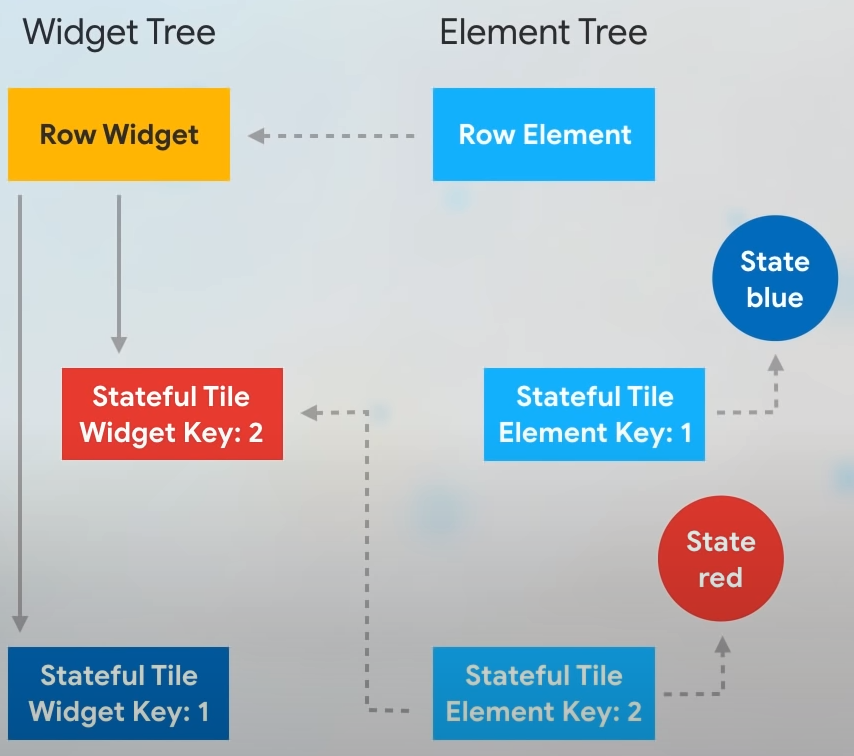 Widget Tree
Element Tree
Row Widget
Row Element
State
blue
Stateful Tile
Widget Key: 2
Stateful Tile
Element Key: 1
State
red
Stateful Tile
Widget Key: 1
Stateful Tile
Element Key: 2